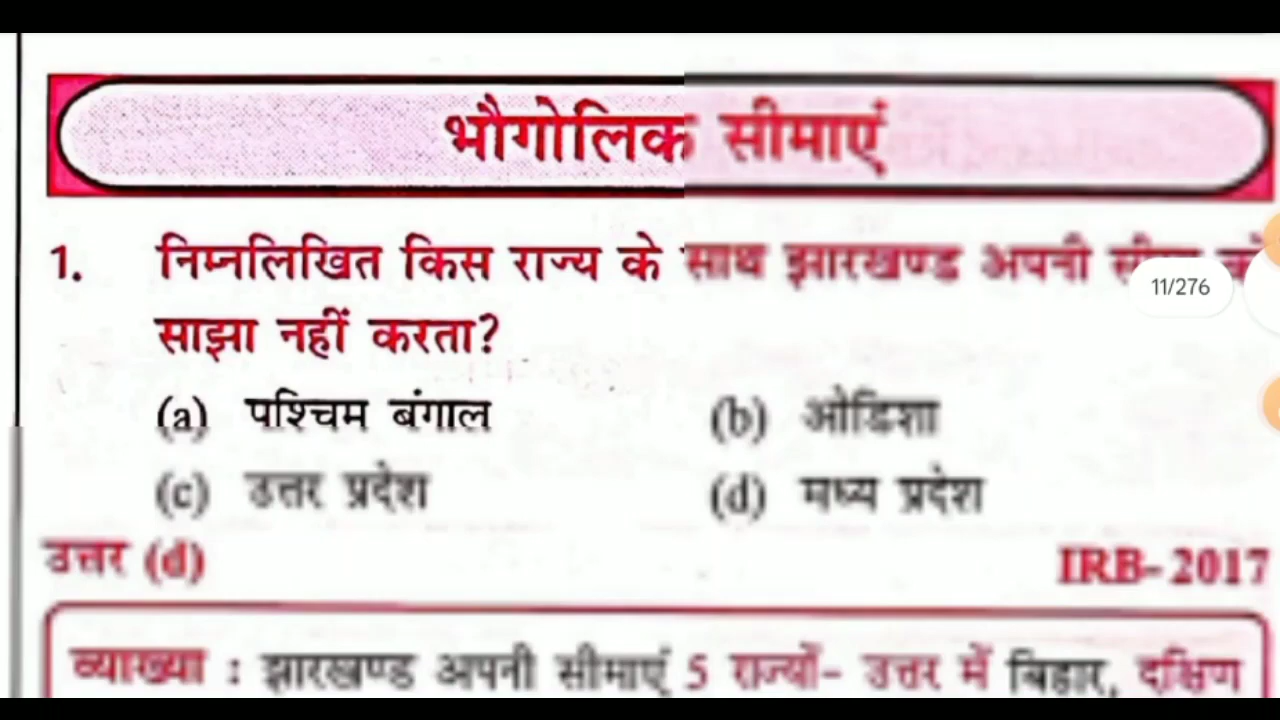 भौगोलिक सीमाएं
1. निम्नलिखित किस राज्य के साथ झारखण्ड अपनी
11/276
साझा नहीं करता?
(a) पश्चिम बंगाल (b) ओडिशा
(c) उत्तर प्रदेश (d) मध्य प्रदेश
उत्तर (d) IRB-2017
व्याख्या : झारखण्ड अपनी सीमाएं 5 राज्यों- उत्तर में बिहार, दक्षिण